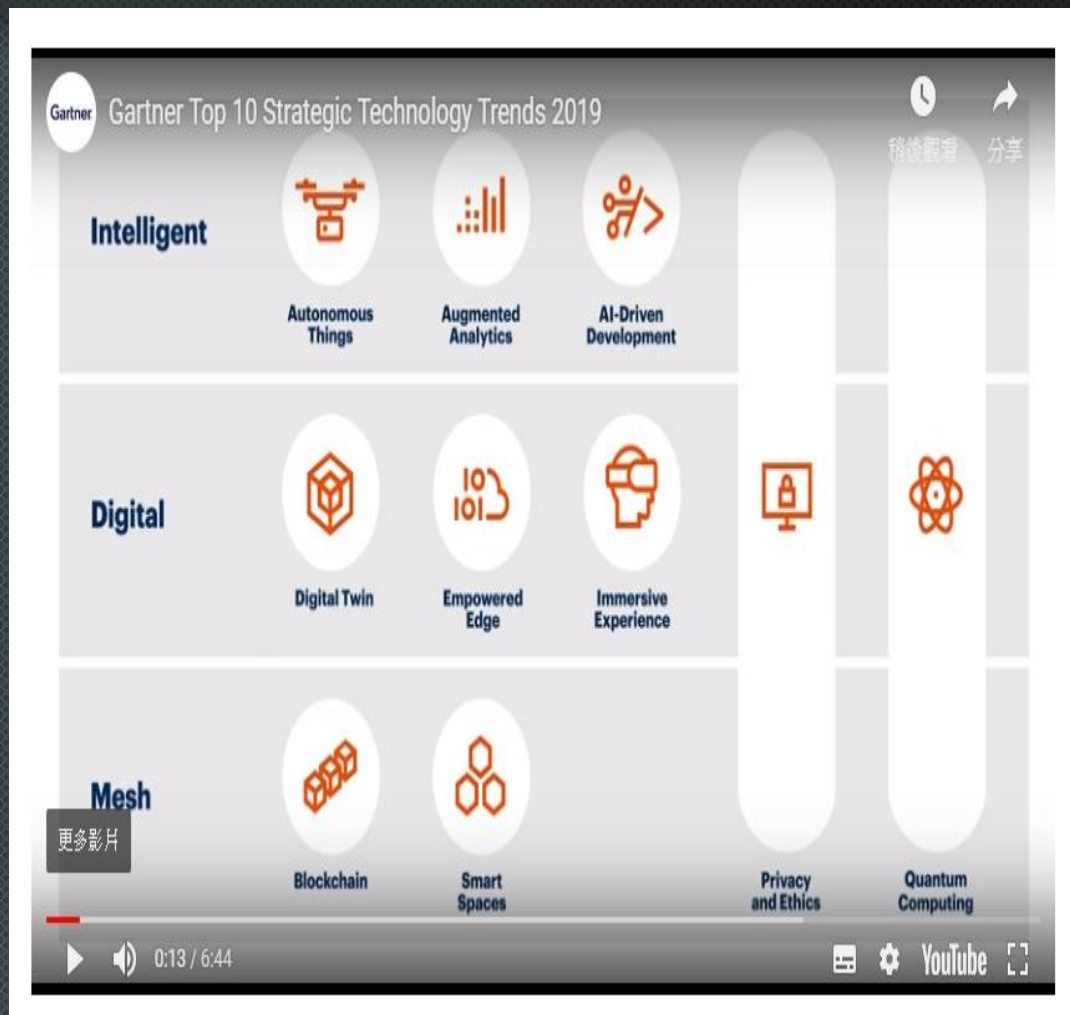 Gartner
Gartner Top 10 Strategic Technology Trends 2019
稍後觀看
分享
Intelligent
Autonomous
Things
Augmented
Analytics
AI-Driven
Development
Digital
Digital Twin
Empowered
Edge
Immersive
Experience
Mesh
更多影片
Blockchain
Smart
Spaces
Privacy
and Ethics
Quantum
Computing
0:13 / 6:44
YouTube